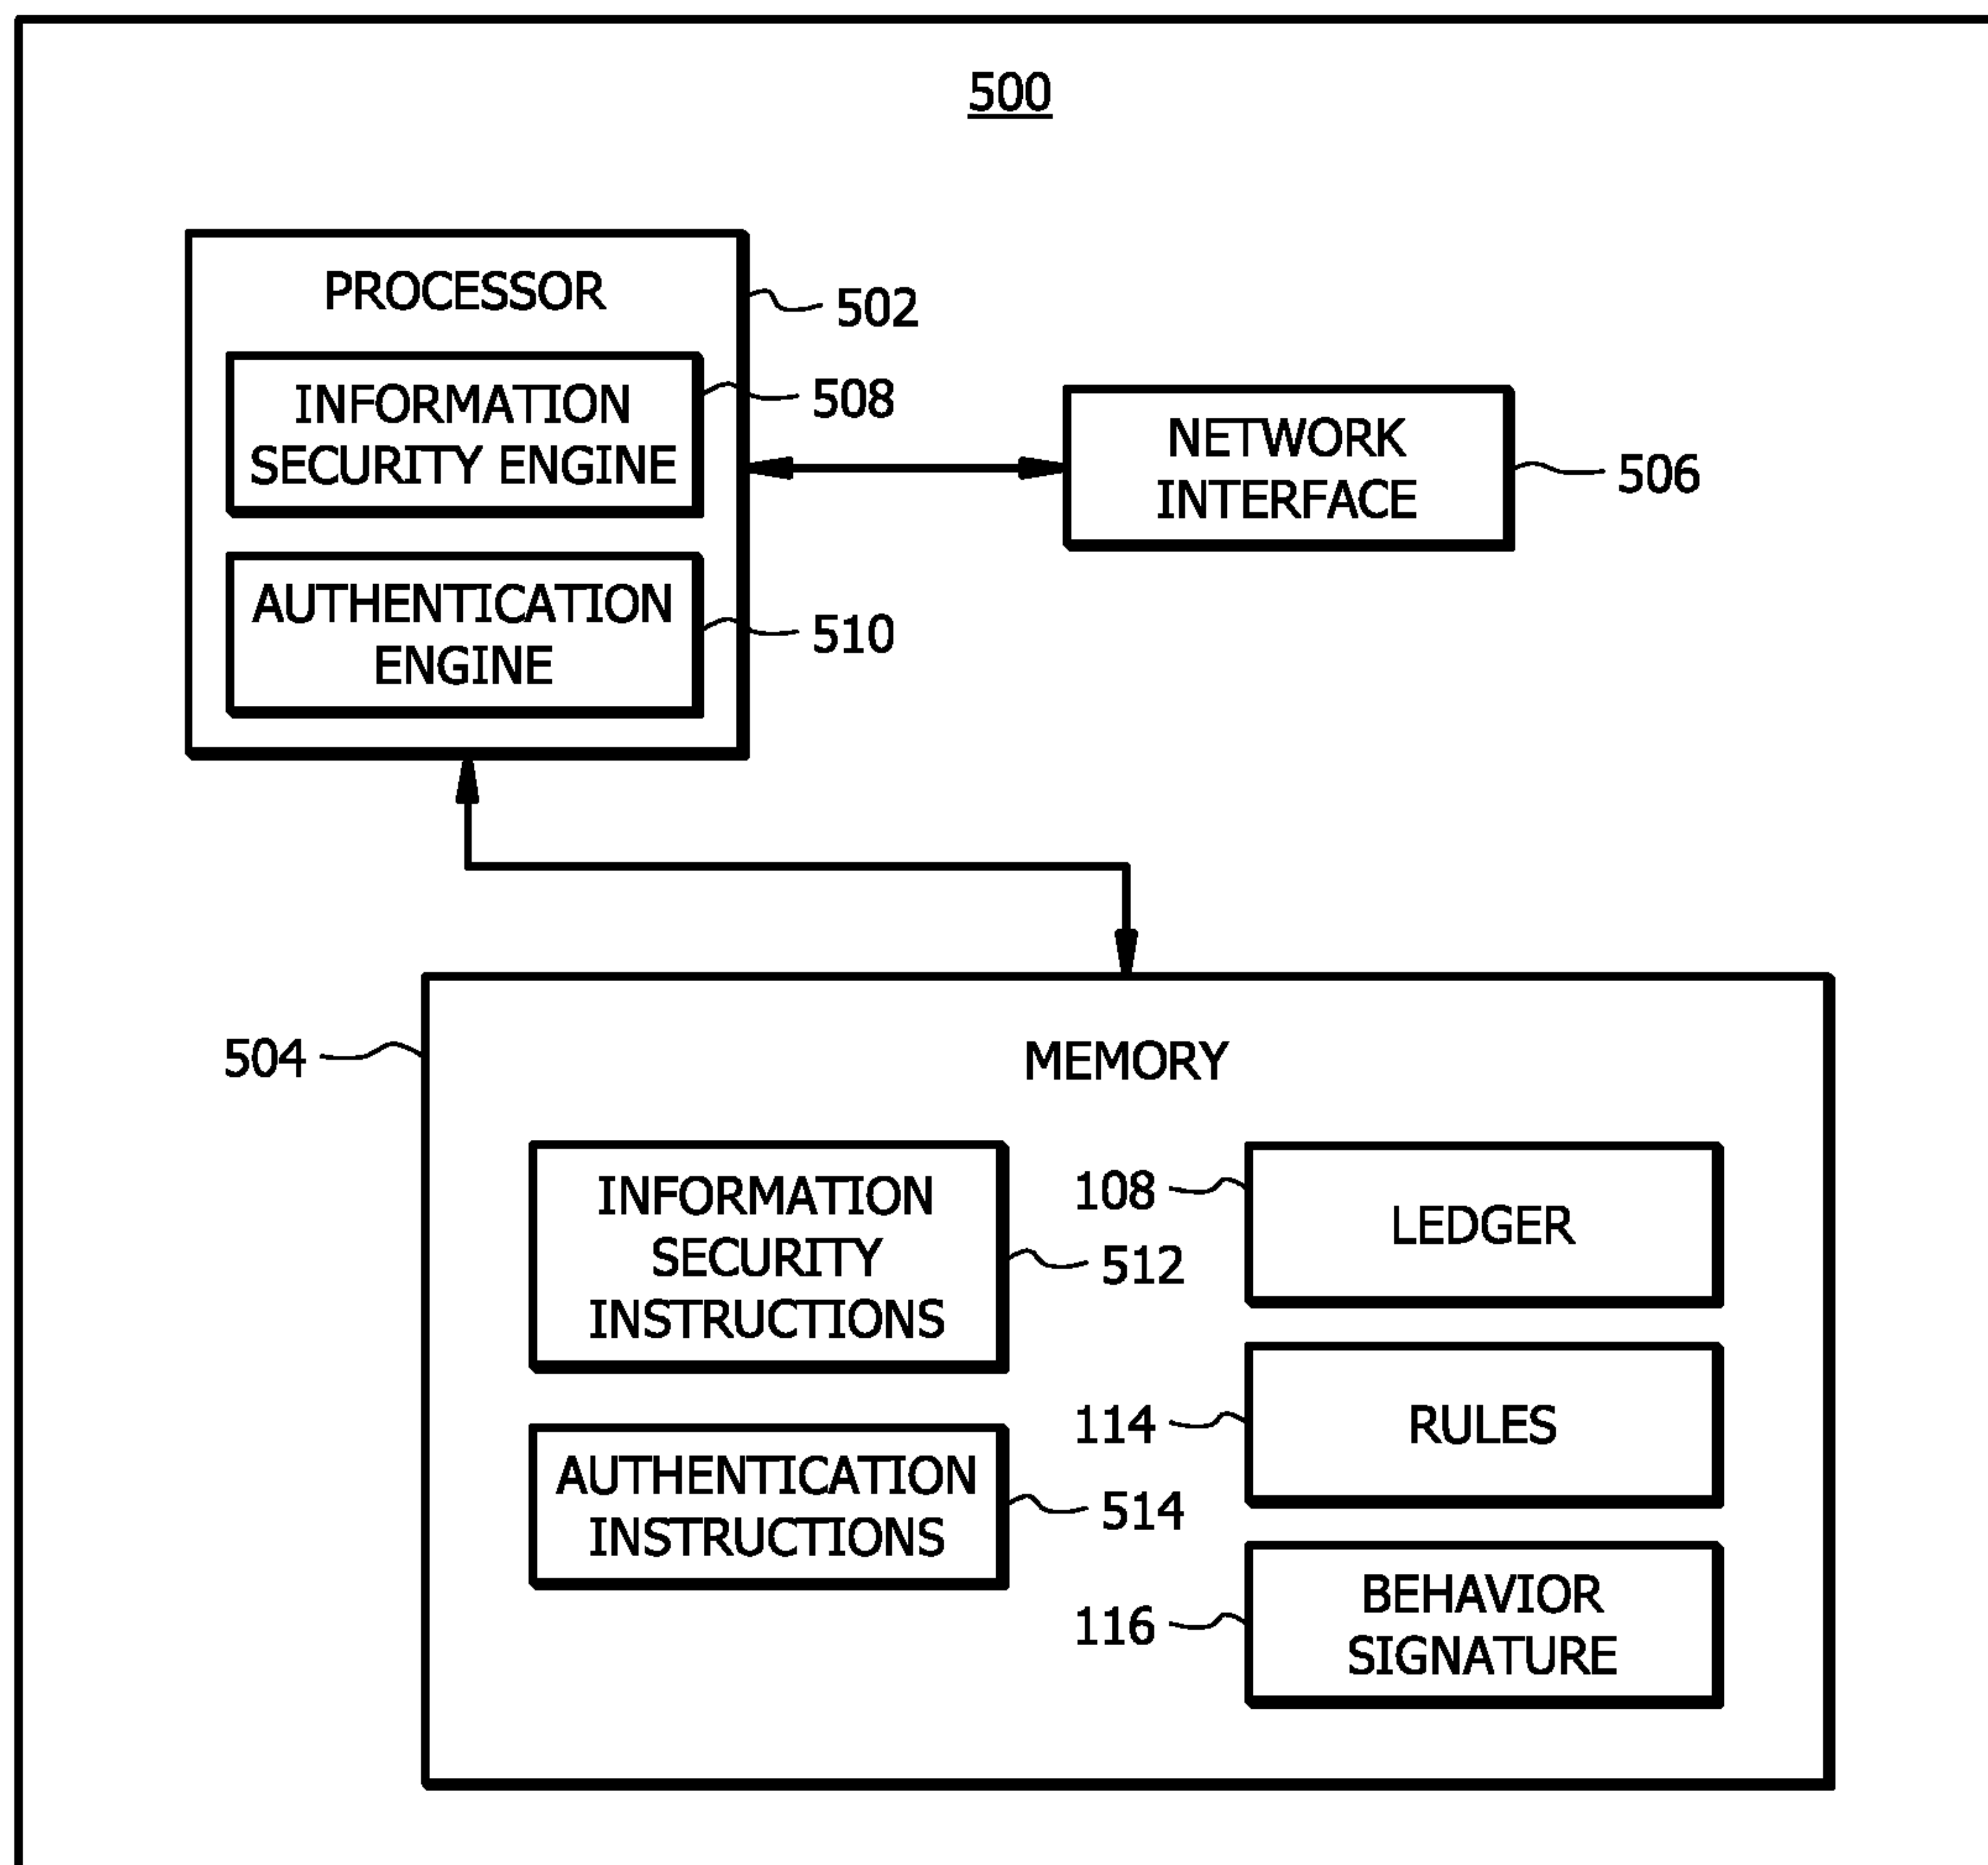 500
PROCESSOR
502
INFORMATION
SECURITY ENGINE
508
AUTHENTICATION
ENGINE
510
NETWORK
INTERFACE
506
504
MEMORY
INFORMATION
SECURITY
INSTRUCTIONS
512
AUTHENTICATION
INSTRUCTIONS
514
108
LEDGER
114
RULES
116
BEHAVIOR
SIGNATURE